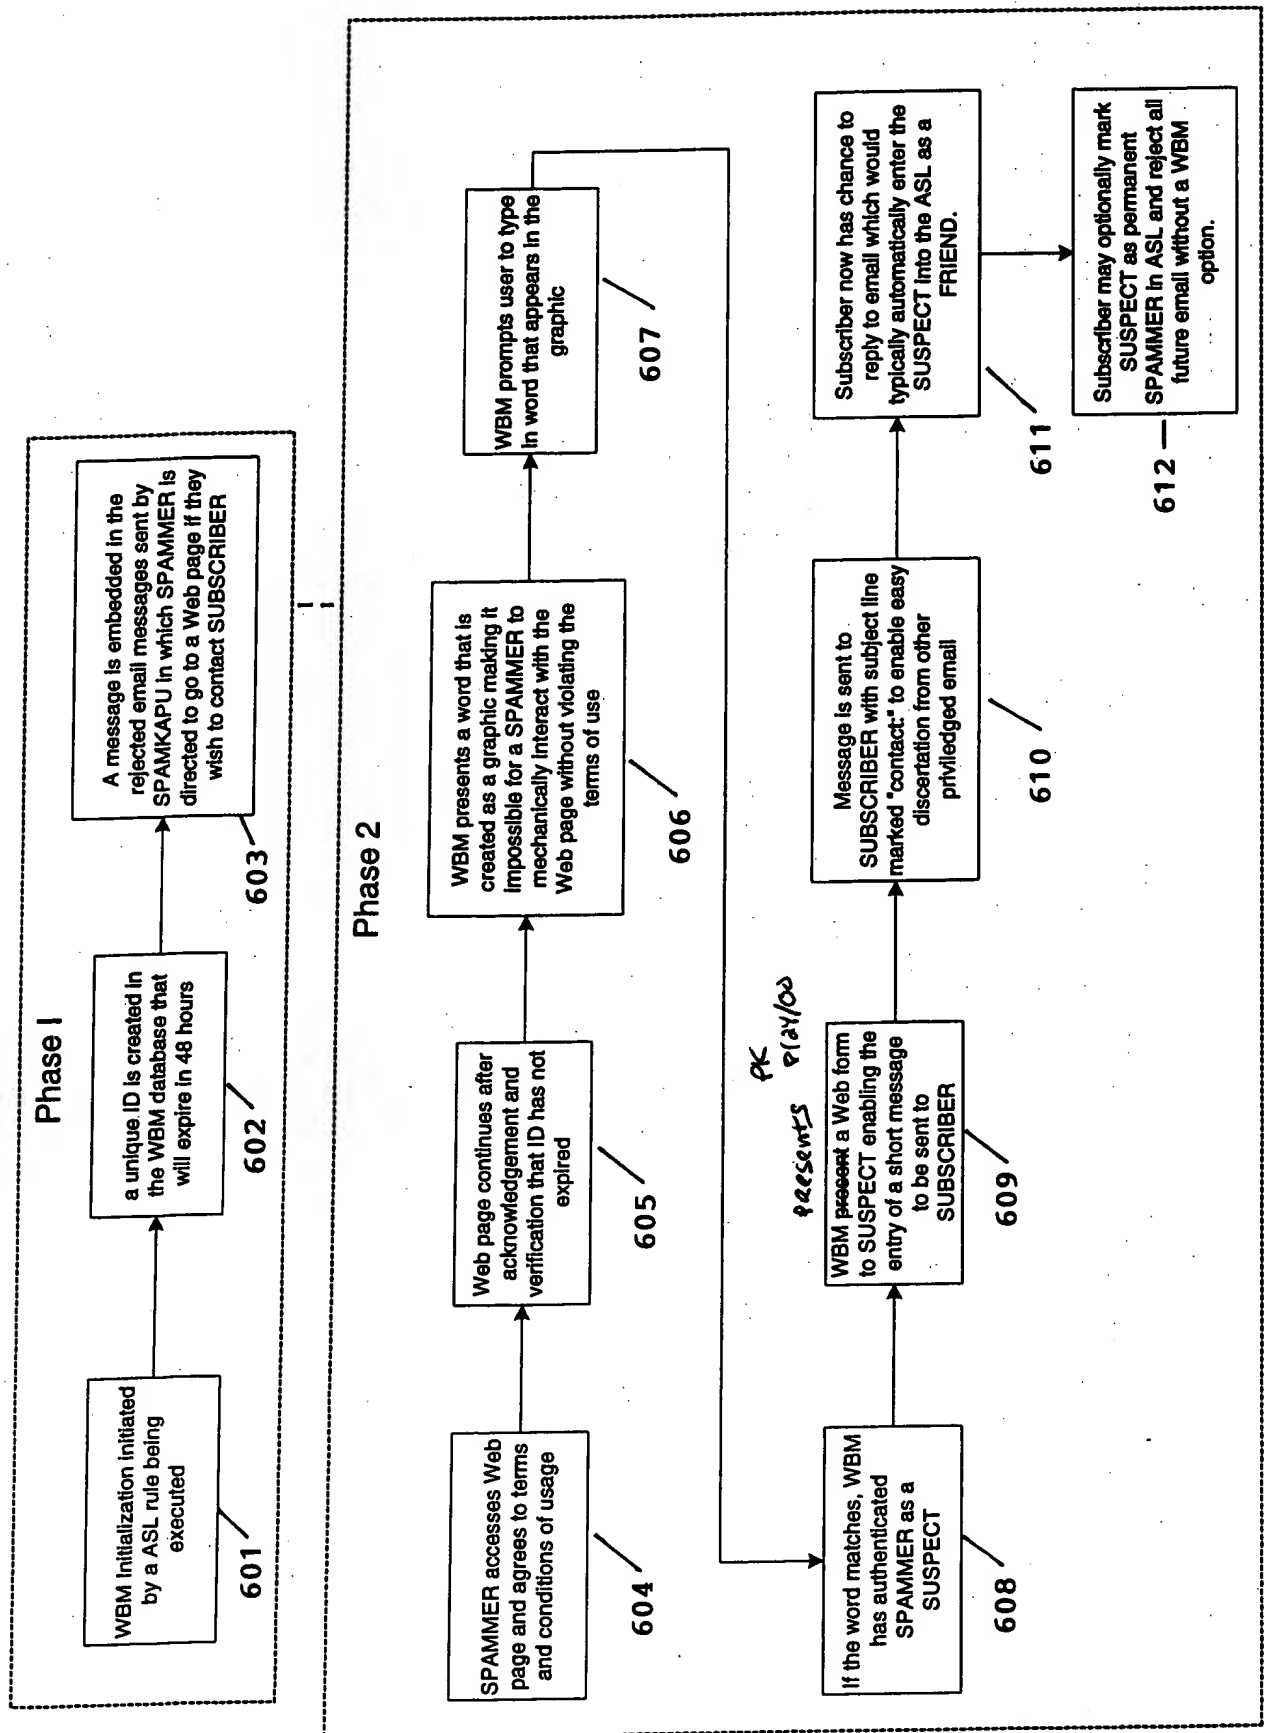 Phase I
WBM Initialization initiated
by a ASL rule being
executed
601
a unique ID is created in
the WBM database that
will expire in 48 hours
602
A message is embedded in the
rejected email messages sent by
SPAMKAPU in which SPAMMER is
directed to go to a Web page if they
wish to contact SUBSCRIBER
603
Phase 2
SPAMMER accesses Web
page and agrees to terms
and conditions of usage
604
Web page continues after
acknowledgement and
verification that ID has not
expired
605
WBM presents a word that is
created as a graphic making it
impossible for a SPAMMER to
mechanically interact with the
Web page without violating the
terms of use
606
WBM prompts user to type
in word that appears in the
graphic
607
If the word matches, WBM
has authenticated
SPAMMER as a
SUSPECT
608
presents PK
WBM present a Web form
to SUSPECT enabling the
entry of a short message
to be sent to
SUBSCRIBER
609
Message is sent to
SUBSCRIBER with subject line
marked "contact:" to enable easy
discertation from other
priviledged email
610
Subscriber now has chance to
reply to email which would
typically automatically enter the
SUSPECT into the ASL as a
FRIEND.
611
Subscriber may optionally mark
SUSPECT as permanent
SPAMMER in ASL and reject all
future email without a WBM
option.
612